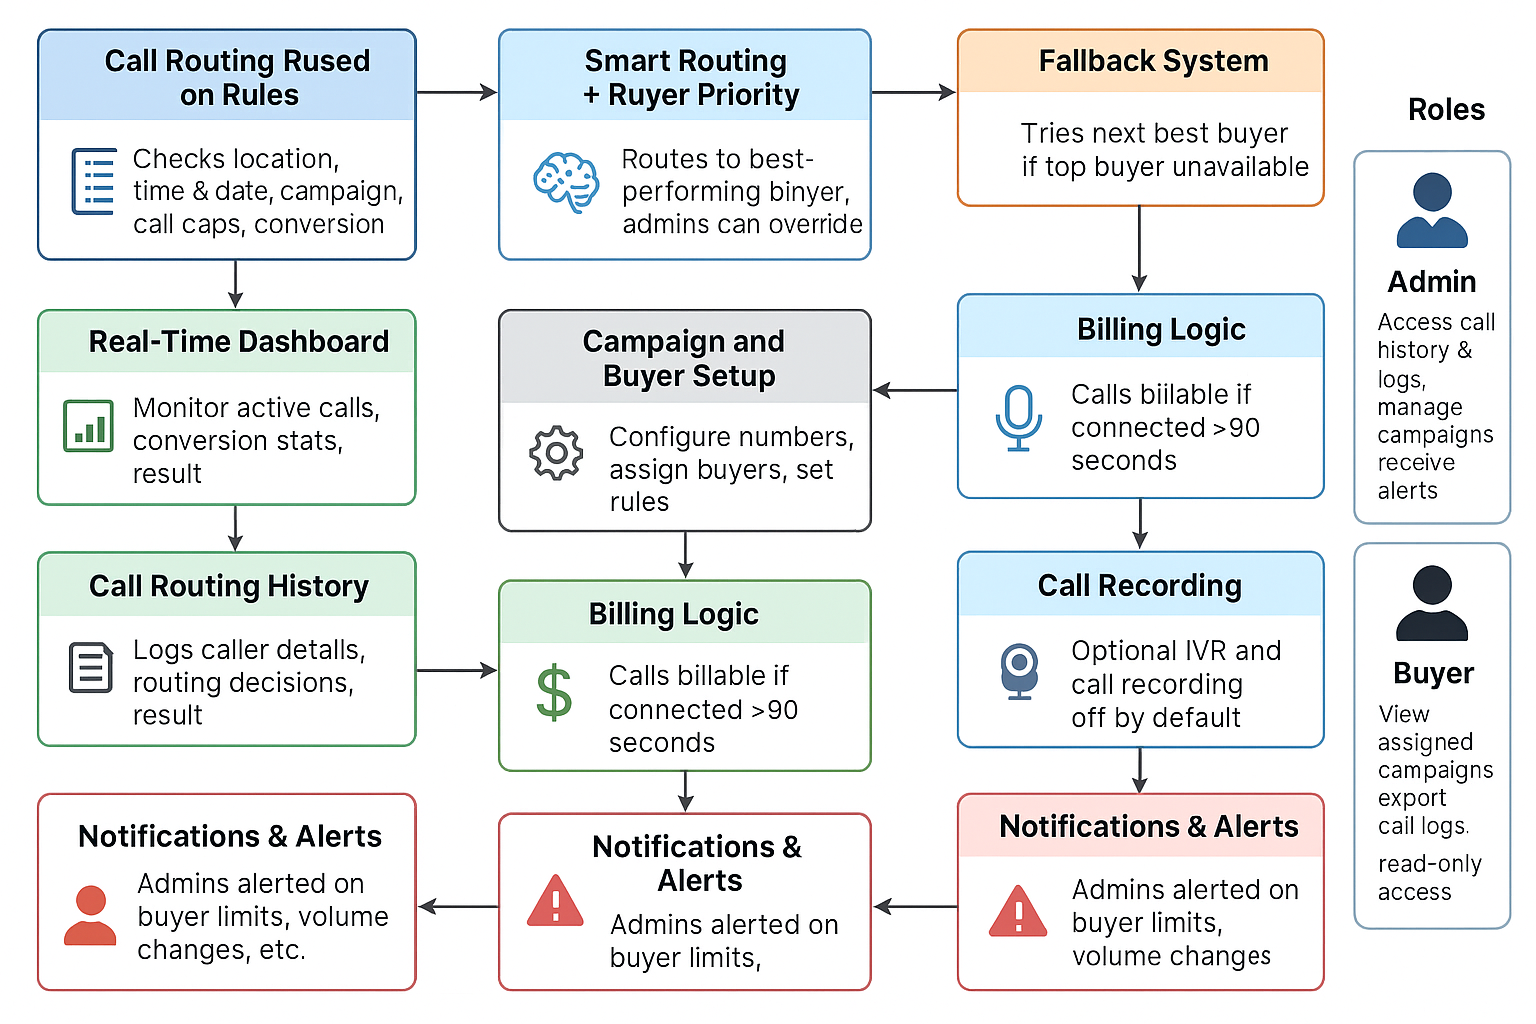 Call Routing Rused
on Rules
Checks location,
time & date, campaign,
call caps, conversion
Smart Routing
+ Ruyer Priority
Routes to best-
performing binyer,
admins can override
Fallback System
Tries next best buyer
if top buyer unavailable
Real-Time Dashboard
Monitor active calls,
conversion stats,
result
Campaign and
Buyer Setup
Configure numbers,
assign buyers, set
rules
Billing Logic
Calls biilable if
connected >90
seconds
Call Routing History
Logs caller detalls,
routing decisions,
result
Billing Logic
Calls billable if
connected >90
seconds
Call Recording
Optional IVR and
call recording
off by default
Notifications & Alerts
Admins alerted on
buyer limits, volume
changes, etc.
Notifications &
Alerts
Admins alerted on
buyer limits,
Notifications & Alerts
Admins alerted on
buyer limits,
volume changes
Roles
Admin
Access call
history &
logs,
manage
campaigns
receive
alerts
Buyer
View
assigned
campaigns
export
cail logs.
read-only
access